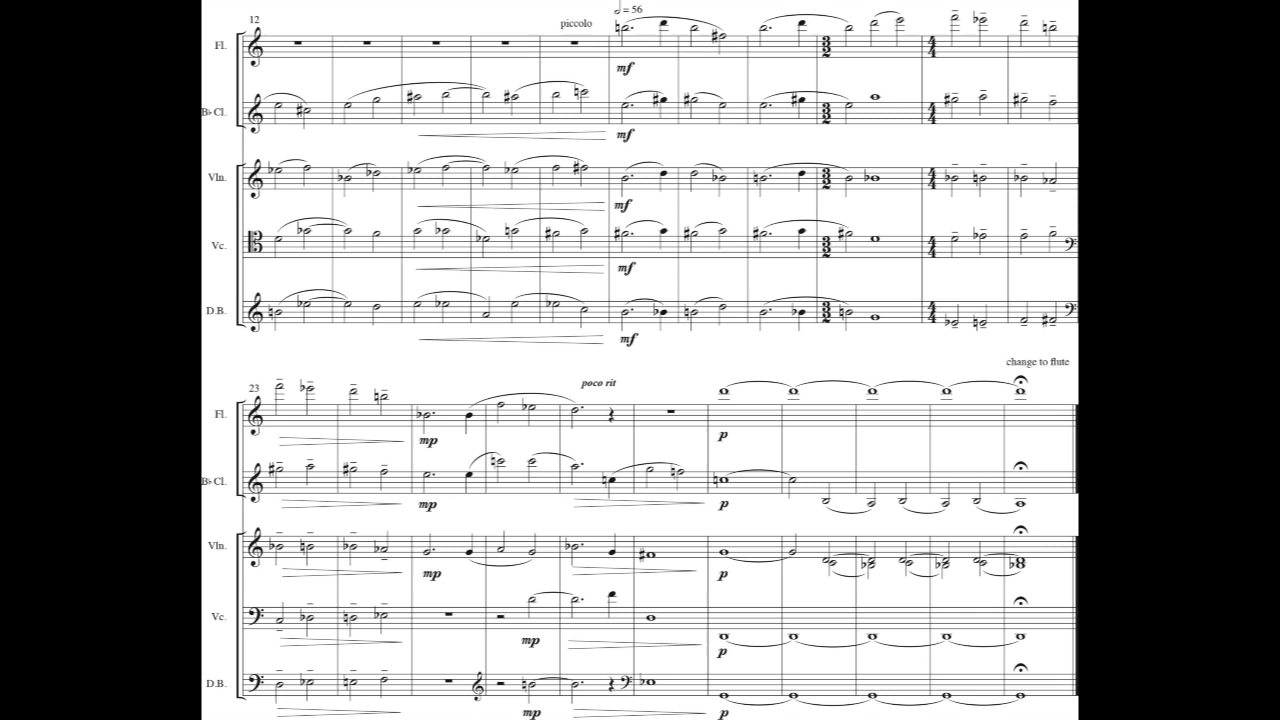 12
piccolo
𝅗𝅥 = 56
Fl.
mf
B♭ Cl.
mf
Vln.
mf
Vc.
mf
D.B.
mf
change to flute
23
poco rit
Fl.
mp
p
B♭ Cl.
mp
p
Vln.
mp
p
Vc.
mp
p
D.B.
mp
p